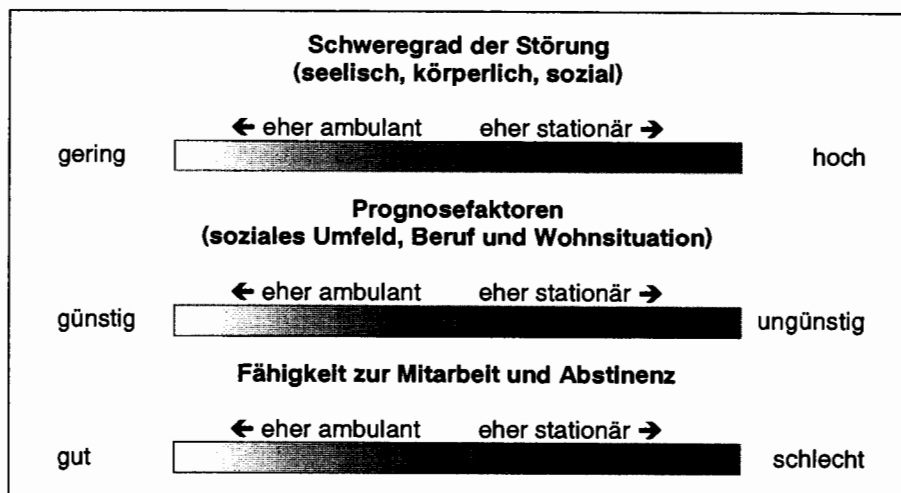 Schweregrad der Störung
(seelisch, körperlich, sozial)
← eher ambulant eher stationär →
gering hoch
Prognosefaktoren
(soziales Umfeld, Beruf und Wohnsituation)
← eher ambulant eher stationär →
günstig ungünstig
Fähigkeit zur Mitarbeit und Abstinenz
← eher ambulant eher stationär →
gut schlecht